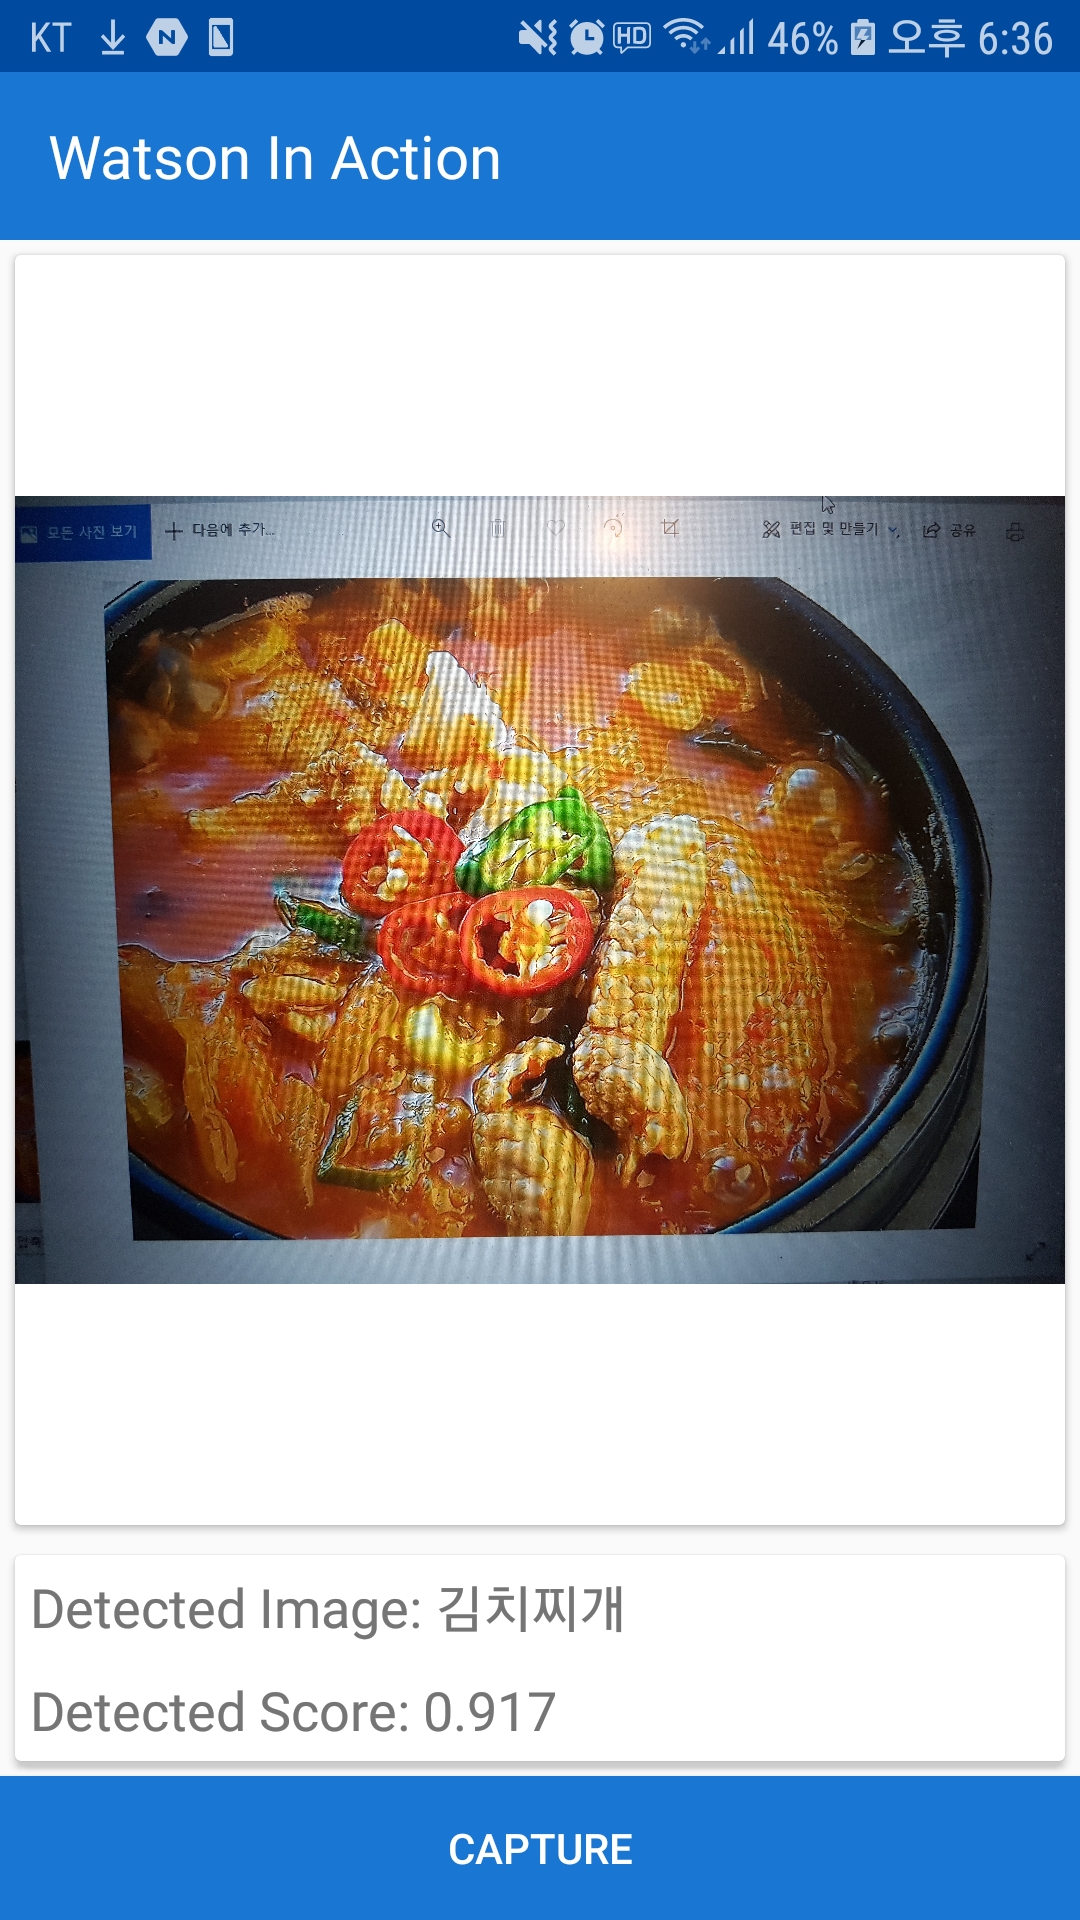 KT HD 46% 오후 6:36
Watson In Action
모든 사진 보기 다음에 추가... 편집 및 만들기 공유
Detected Image: 김치찌개
Detected Score: 0.917
CAPTURE